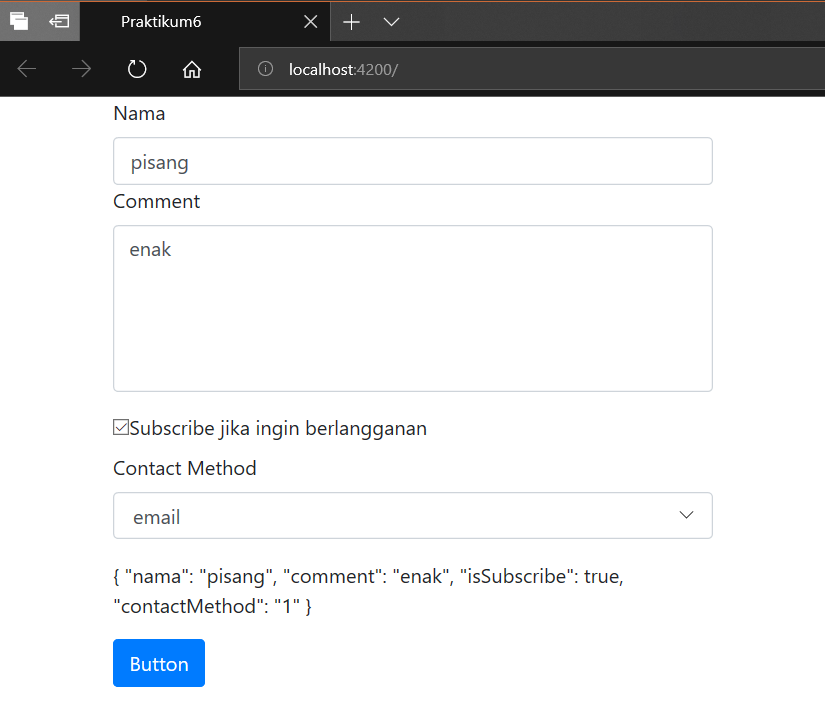 Praktikum6
localhost:4200/
Nama
pisang
Comment
enak
Subscribe jika ingin berlangganan
Contact Method
email
{ "nama": "pisang", "comment": "enak", "isSubscribe": true,
"contactMethod": "1" }
Button